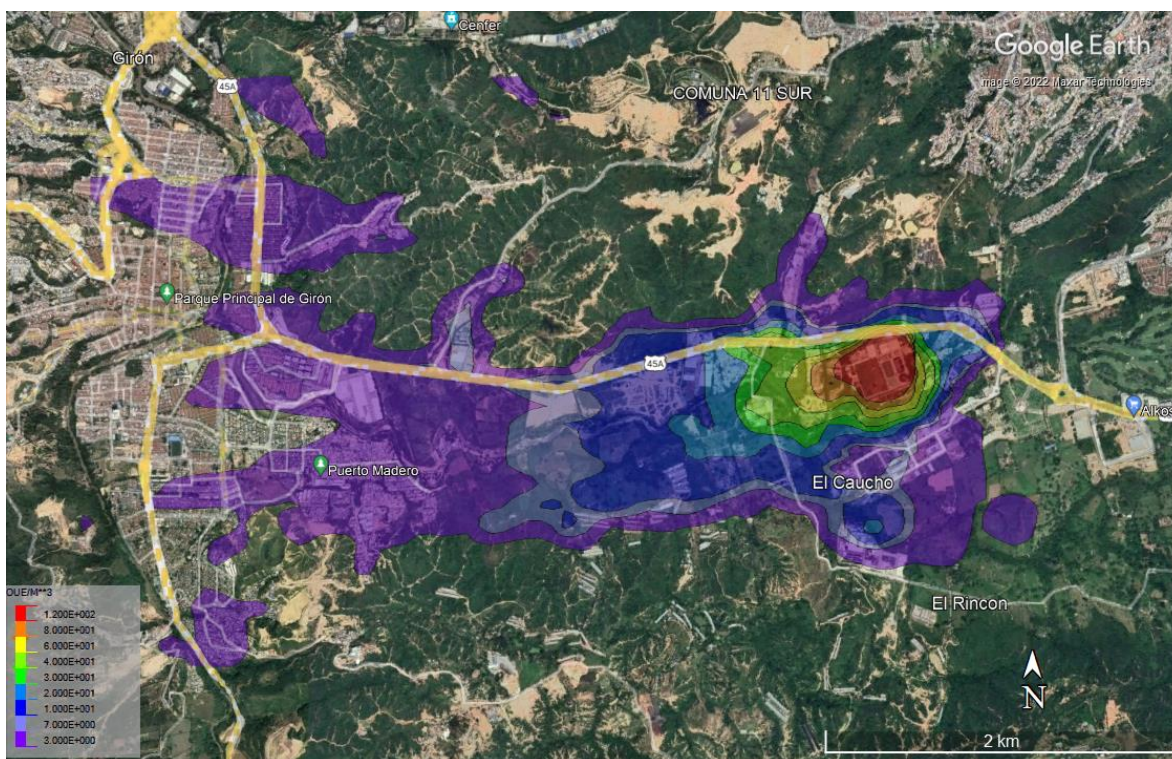 Center
Girón
Google Earth
45A
image © 2022 Maxar Technologies
COMUNA 11 SUR
Parque Principal de Girón
45A
Alkos
Puerto Madero
El Caucho
El Rincon
OUE/M**3
1.200E+002
8.000E+001
6.000E+001
4.000E+001
3.000E+001
2.000E+001
1.000E+001
7.000E+000
3.000E+000
N
2 km